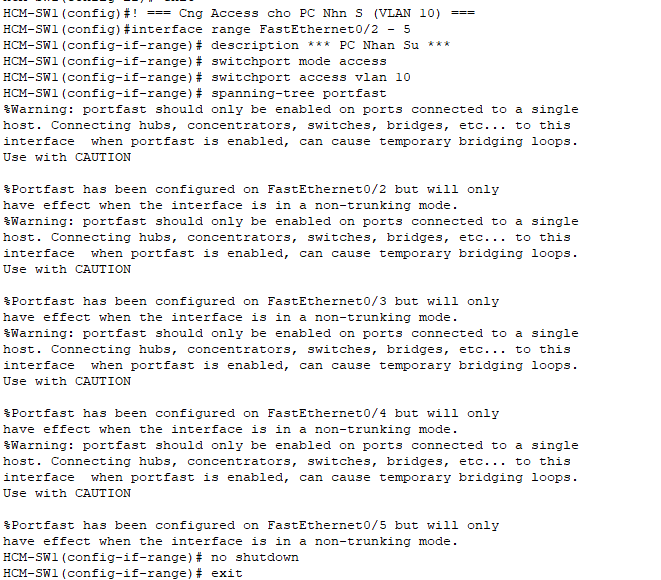 HCM-SW1(config)#! === Cng Access cho PC Nhn S (VLAN 10) ===
HCM-SW1(config)#interface range FastEthernet0/2 - 5
HCM-SW1(config-if-range)# description *** PC Nhan Su ***
HCM-SW1(config-if-range)# switchport mode access
HCM-SW1(config-if-range)# switchport access vlan 10
HCM-SW1(config-if-range)# spanning-tree portfast
%Warning: portfast should only be enabled on ports connected to a single
host. Connecting hubs, concentrators, switches, bridges, etc... to this
interface  when portfast is enabled, can cause temporary bridging loops.
Use with CAUTION

%Portfast has been configured on FastEthernet0/2 but will only
have effect when the interface is in a non-trunking mode.
%Warning: portfast should only be enabled on ports connected to a single
host. Connecting hubs, concentrators, switches, bridges, etc... to this
interface  when portfast is enabled, can cause temporary bridging loops.
Use with CAUTION

%Portfast has been configured on FastEthernet0/3 but will only
have effect when the interface is in a non-trunking mode.
%Warning: portfast should only be enabled on ports connected to a single
host. Connecting hubs, concentrators, switches, bridges, etc... to this
interface  when portfast is enabled, can cause temporary bridging loops.
Use with CAUTION

%Portfast has been configured on FastEthernet0/4 but will only
have effect when the interface is in a non-trunking mode.
%Warning: portfast should only be enabled on ports connected to a single
host. Connecting hubs, concentrators, switches, bridges, etc... to this
interface  when portfast is enabled, can cause temporary bridging loops.
Use with CAUTION

%Portfast has been configured on FastEthernet0/5 but will only
have effect when the interface is in a non-trunking mode.
HCM-SW1(config-if-range)# no shutdown
HCM-SW1(config-if-range)# exit